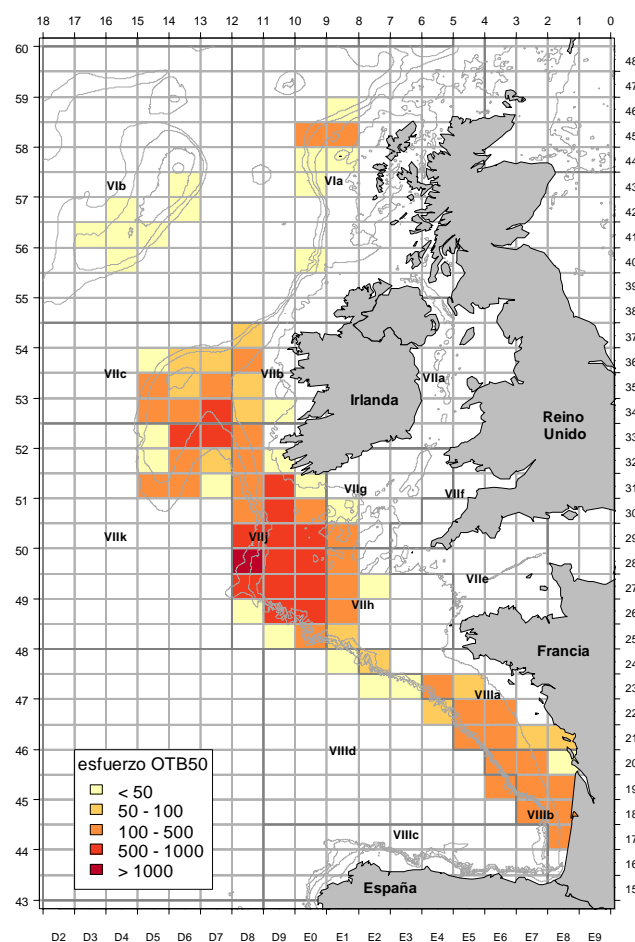 18 17 16 15 14 13 12 11 10 9 8 7 6 5 4 3 2 1 0
60
48
47
59
46
45
58
44
VIb
VIa
43
57
42
41
56
40
39
55
38
37
54
36
VIIc
VIIb
VIIa
35
53
Irlanda
34
Reino
Unido
33
52
32
31
VIIg
VIIf
51
30
VIIk
VIIj
29
50
28
VIIe
27
49
VIIh
26
25
Francia
48
24
23
47
VIIIa
22
21
46
VIIId
20
esfuerzo OTB50
< 50
50 - 100
100 - 500
500 - 1000
> 1000
19
45
VIIIb
18
VIIIc
17
44
16
España
15
43
D2 D3 D4 D5 D6 D7 D8 D9 E0 E1 E2 E3 E4 E5 E6 E7 E8 E9